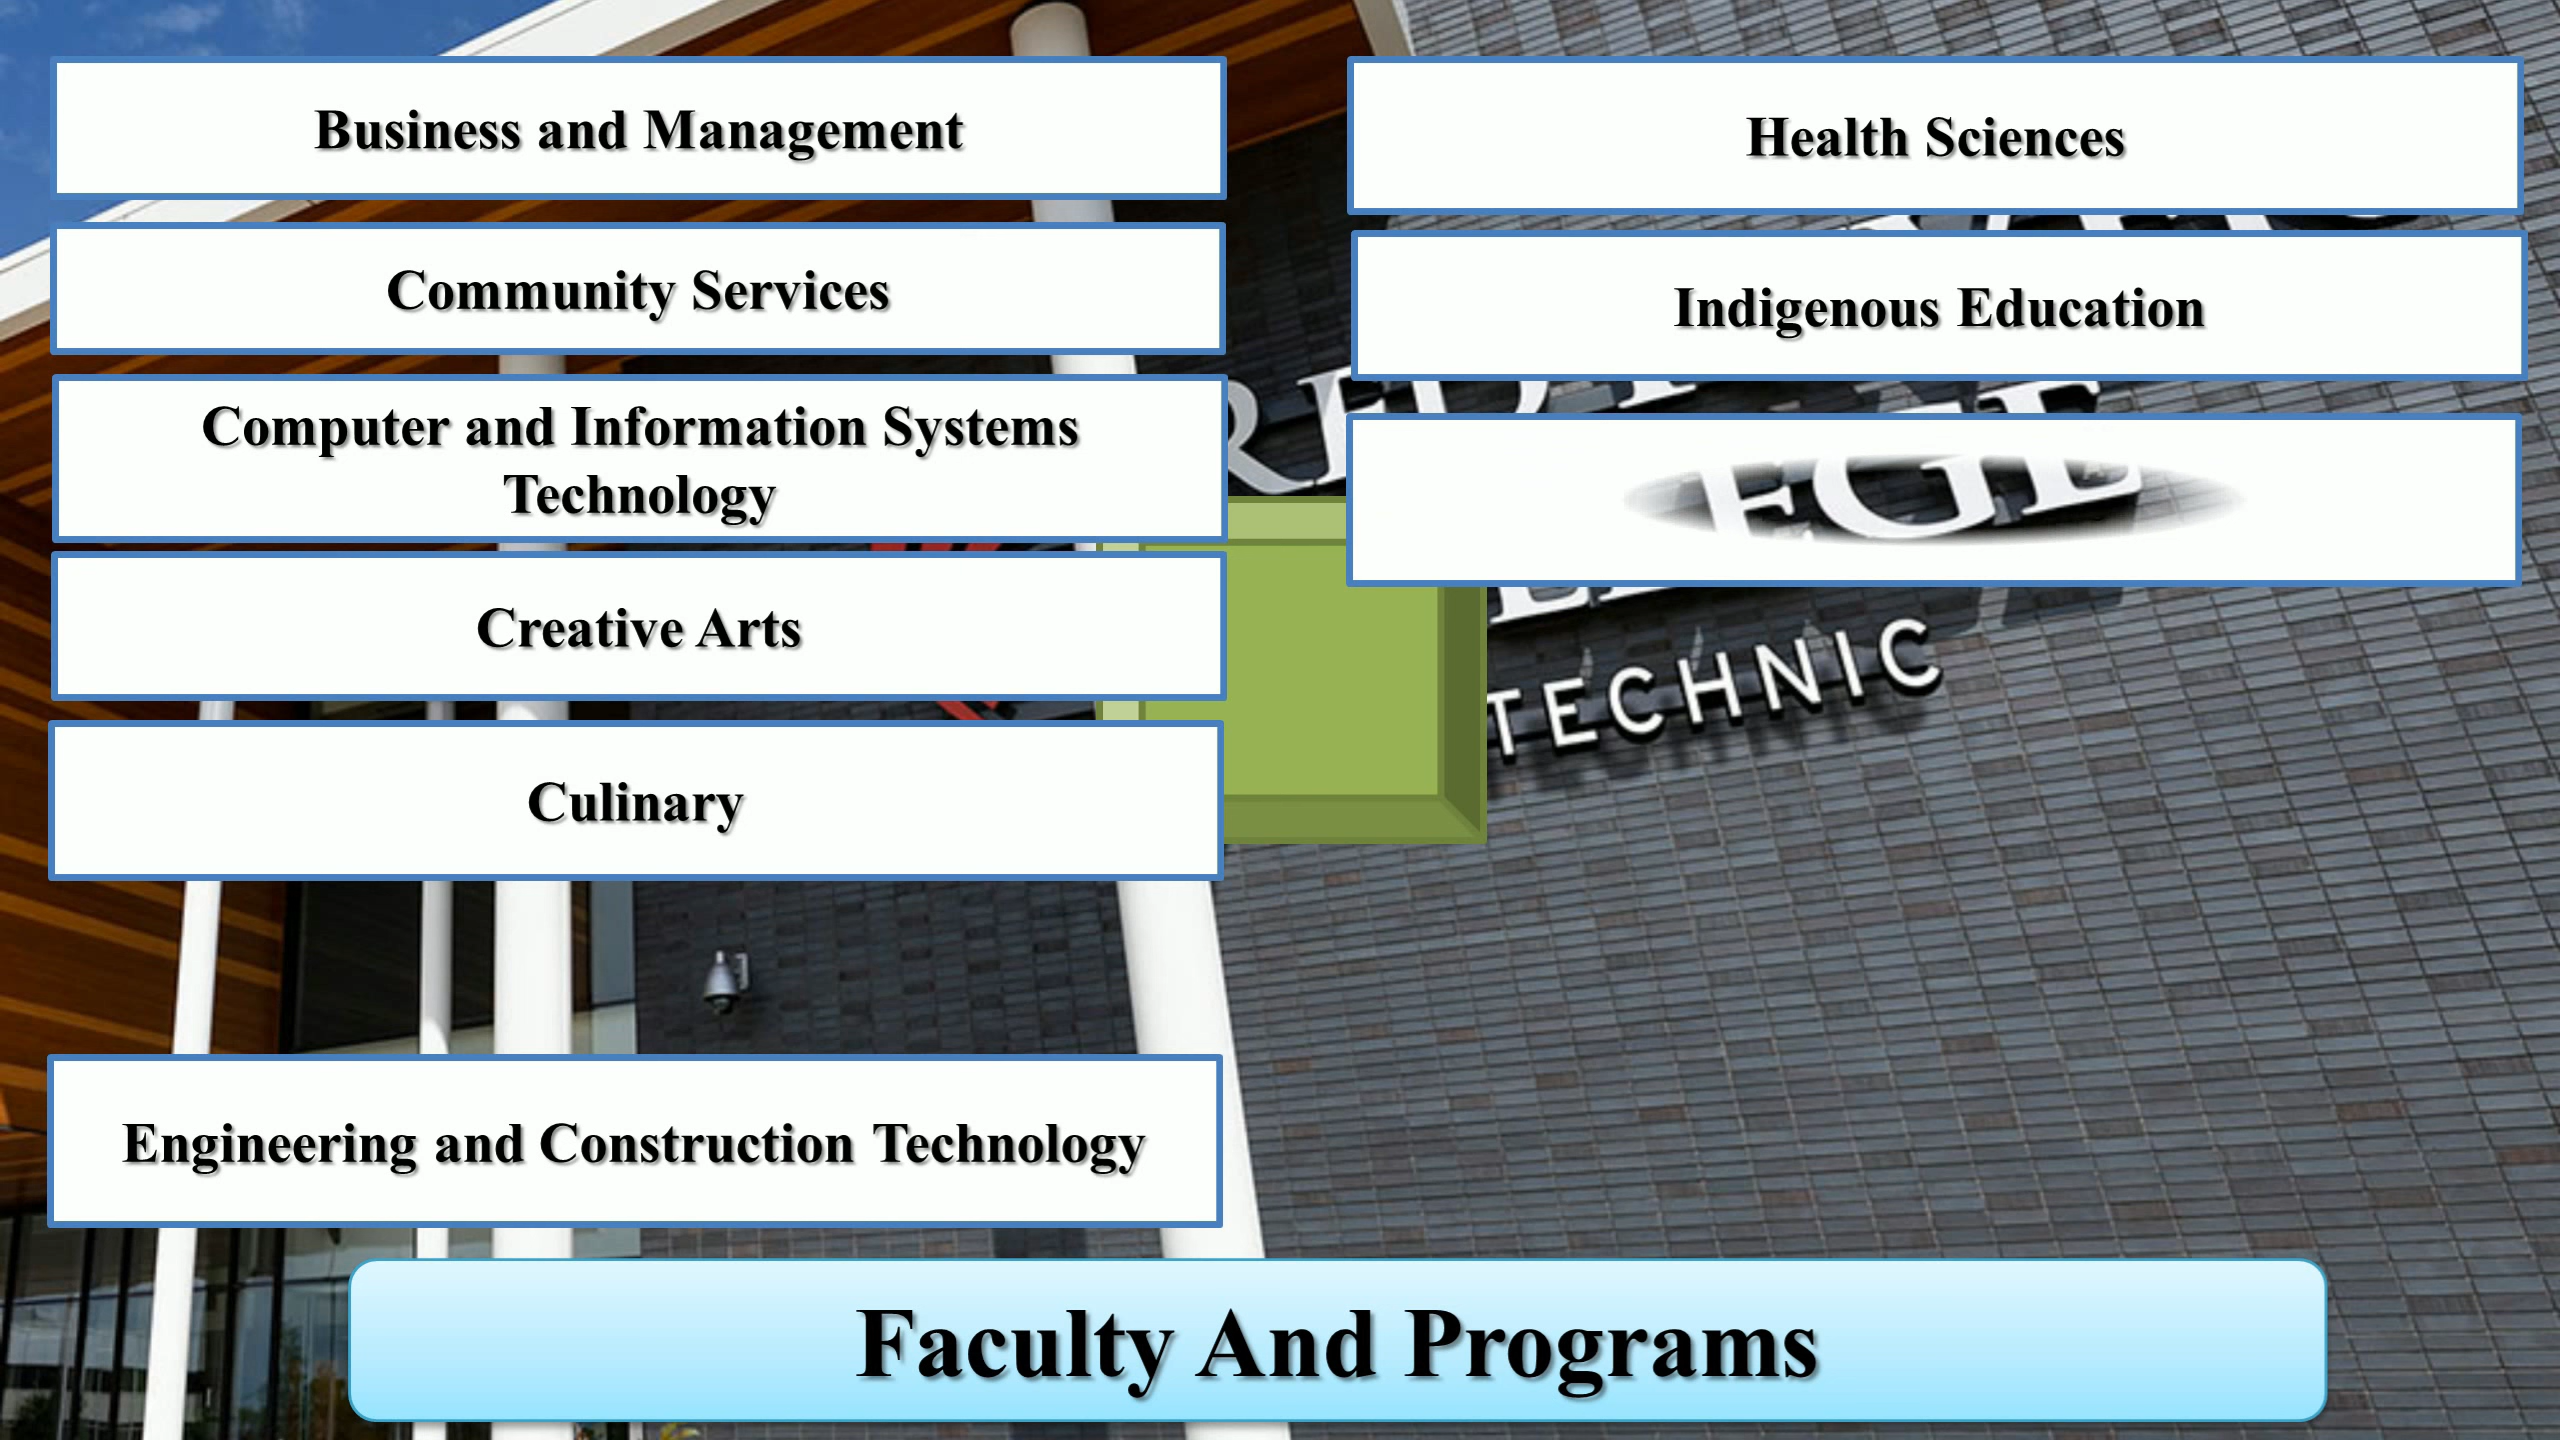 Business and Management
Community Services
Computer and Information Systems
Technology
Creative Arts
Culinary
Engineering and Construction Technology
Health Sciences
Indigenous Education
TECHNIC
Faculty And Programs